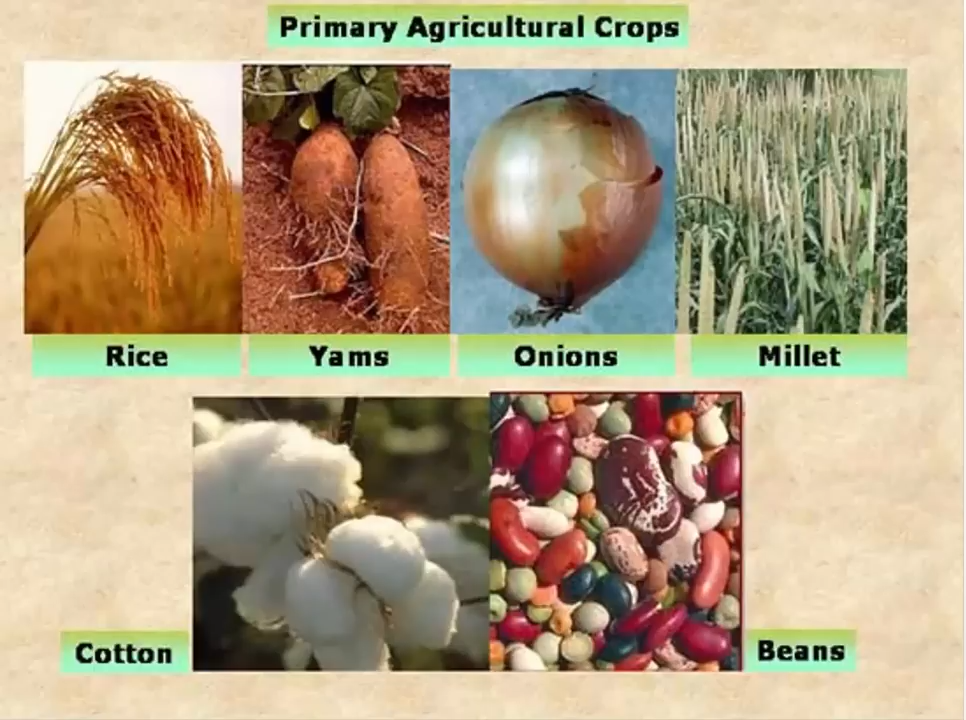 Primary Agricultural Crops
Rice
Yams
Onions
Millet
Cotton
Beans